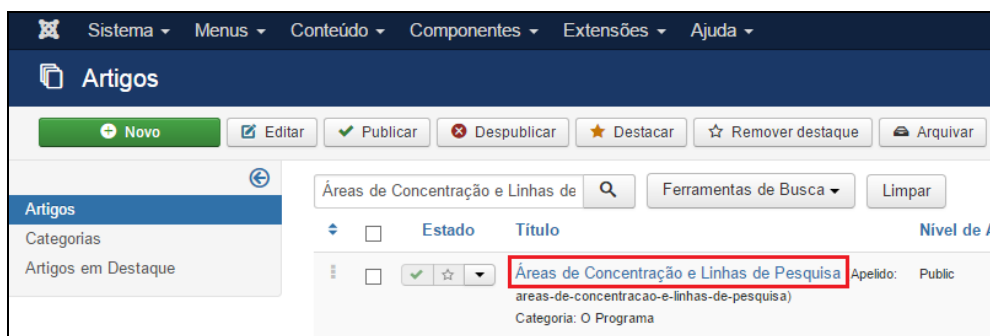 Sistema Menus Conteúdo Componentes Extensões Ajuda
Artigos
Novo Editar Publicar Despublicar Destacar Remover destaque Arquivar
Áreas de Concentração e Linhas de Ferramentas de Busca Limpar
Artigos
Categorias
Artigos em Destaque
Estado Título Nível de
Áreas de Concentração e Linhas de Pesquisa Apelido: Public
areas-de-concentracao-e-linhas-de-pesquisa)
Categoria: O Programa